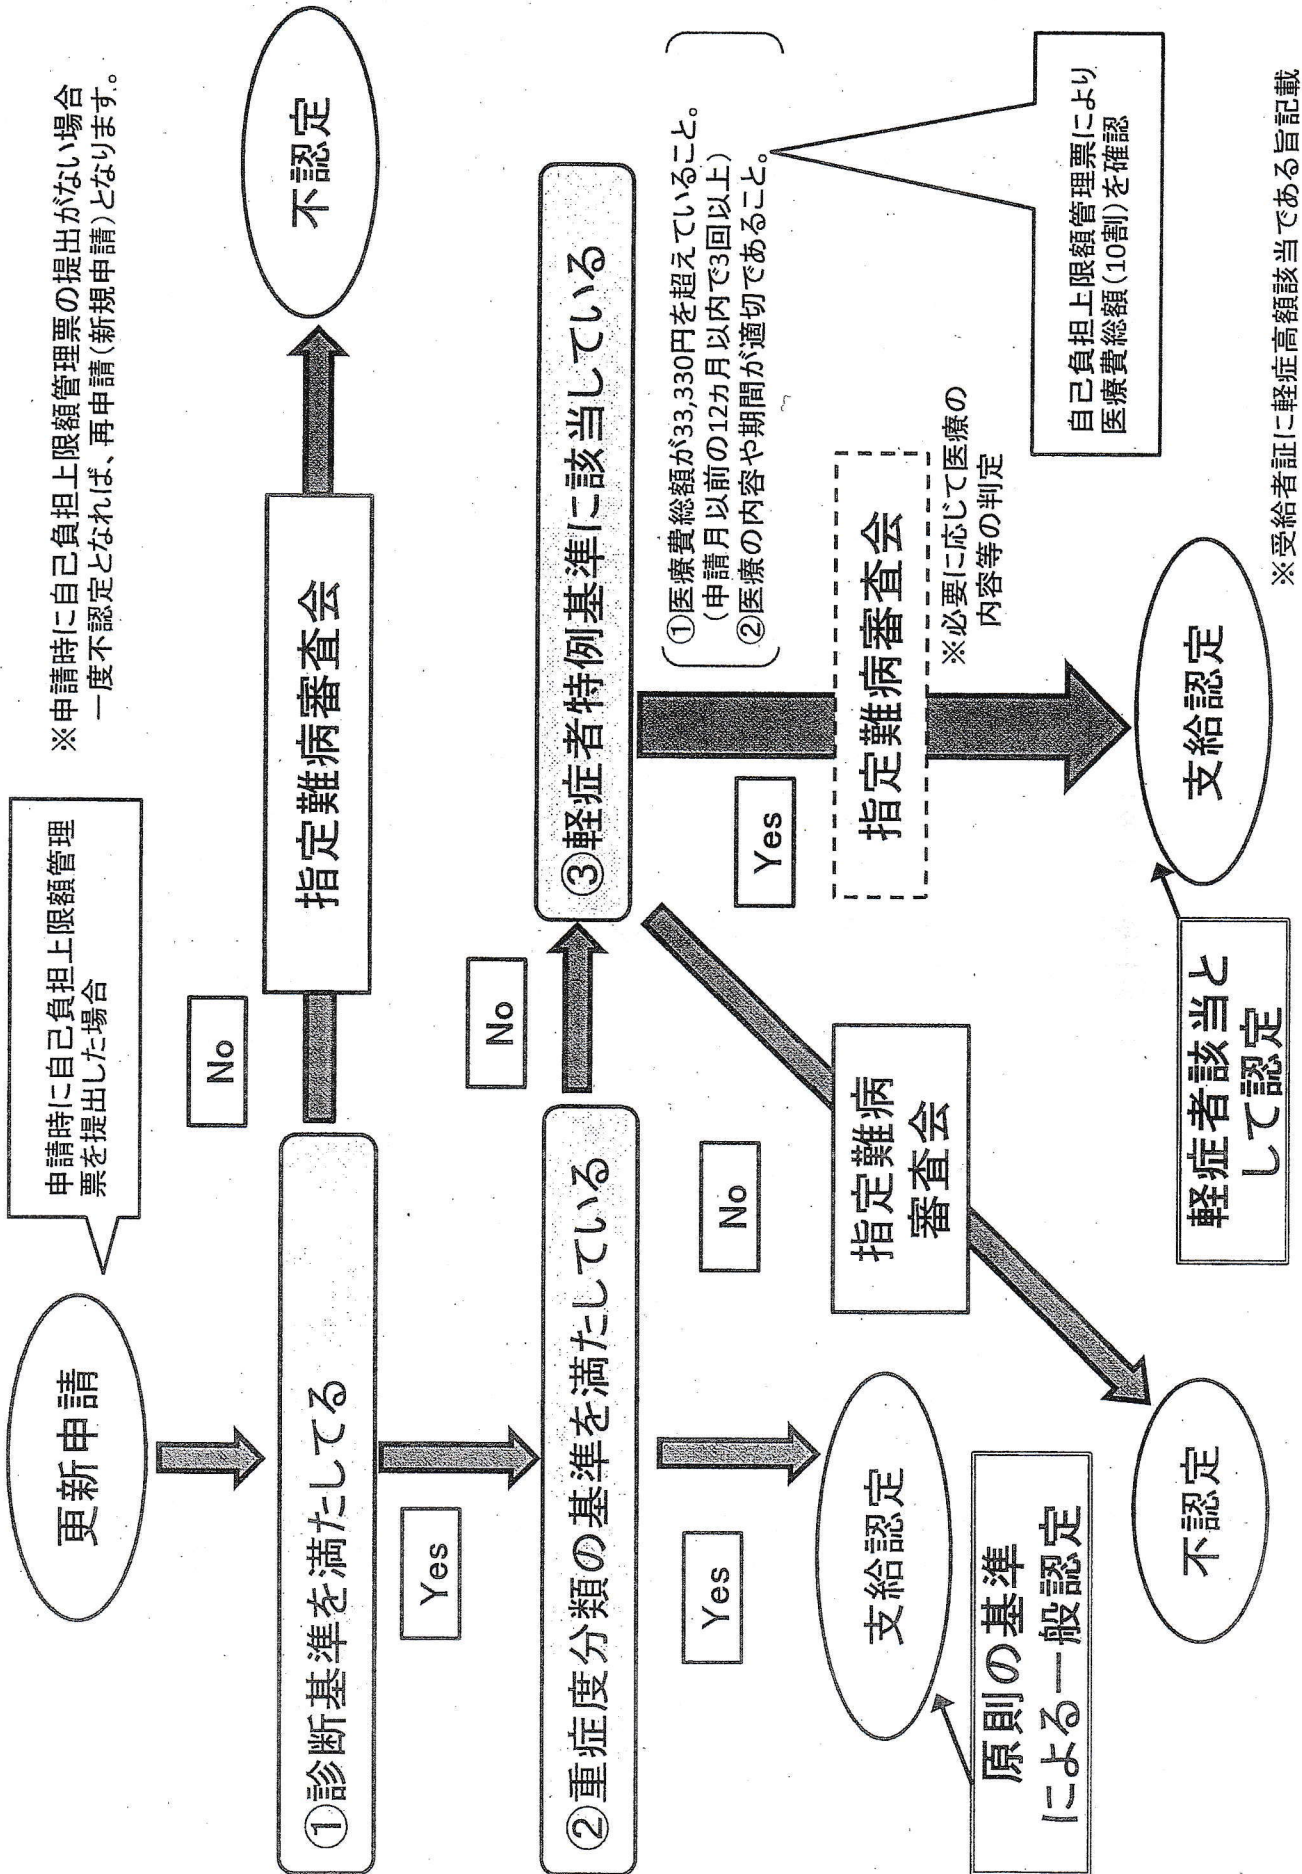 更新申請
申請時に自己負担上限額管理
票を提出した場合
※申請時に自己負担上限額管理票の提出がない場合
一度不認定となれば、再申請(新規申請)となります。
①診断基準を満たしてる
No
指定難病審査会
不認定
Yes
②重症度分類の基準を満たしている
No
③軽症者特例基準に該当している
①医療費総額が33,330円を超えていること。
(申請月以前の12カ月以内で3回以上)
②医療の内容や期間が適切であること。
Yes
No
Yes
指定難病
審査会
指定難病審査会
※必要に応じて医療の
内容等の判定
自己負担上限額管理票により
医療費総額(10割)を確認
支給認定
原則の基準
による一般認定
不認定
支給認定
軽症者該当と
して認定
※受給者証に軽症高額該当である旨記載